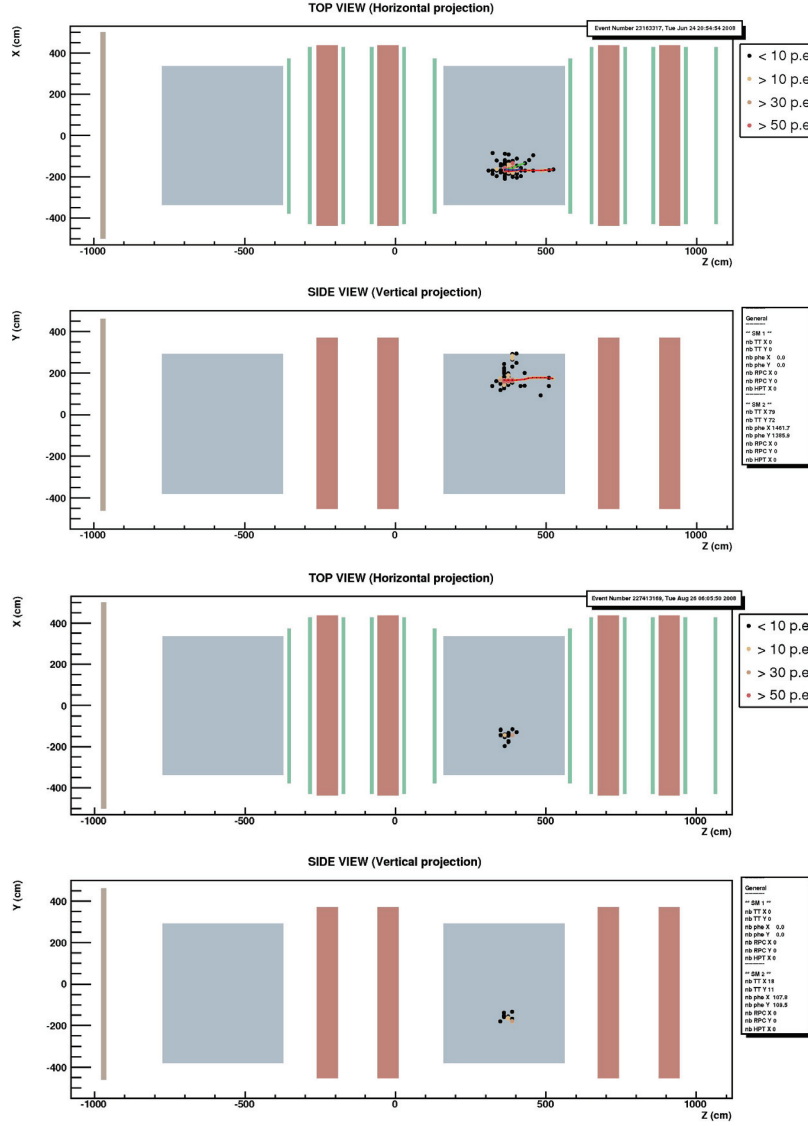 TOP VIEW (Horizontal projection)
X (cm)
Event Number 23163317, Tue Jun 24 20:54:54 2008
400
200
0
-200
-400
< 10 p.e
> 10 p.e
> 30 p.e
> 50 p.e
-1000
-500
0
500
1000
Z (cm)
SIDE VIEW (Vertical projection)
Y (cm)
400
200
0
-200
-400
General
** SM 1 **
nb TT X 0
nb TT Y 0
nb phe X 0.0
nb phe Y 0.0
nb RPC X 0
nb RPC Y 0
nb HPT X 0
** SM 2 **
nb TT X 79
nb TT Y 72
nb phe X 1461.7
nb phe Y 1385.9
nb RPC X 0
nb RPC Y 0
nb HPT X 0
-1000
-500
0
500
1000
Z (cm)
TOP VIEW (Horizontal projection)
X (cm)
Event Number 227413169, Tue Aug 26 06:05:50 2008
400
200
0
-200
-400
< 10 p.e
> 10 p.e
> 30 p.e
> 50 p.e
-1000
-500
0
500
1000
Z (cm)
SIDE VIEW (Vertical projection)
Y (cm)
400
200
0
-200
-400
General
** SM 1 **
nb TT X 0
nb TT Y 0
nb phe X 0.0
nb phe Y 0.0
nb RPC X 0
nb RPC Y 0
nb HPT X 0
** SM 2 **
nb TT X 18
nb TT Y 11
nb phe X 107.8
nb phe Y 109.5
nb RPC X 0
nb RPC Y 0
nb HPT X 0
-1000
-500
0
500
1000
Z (cm)